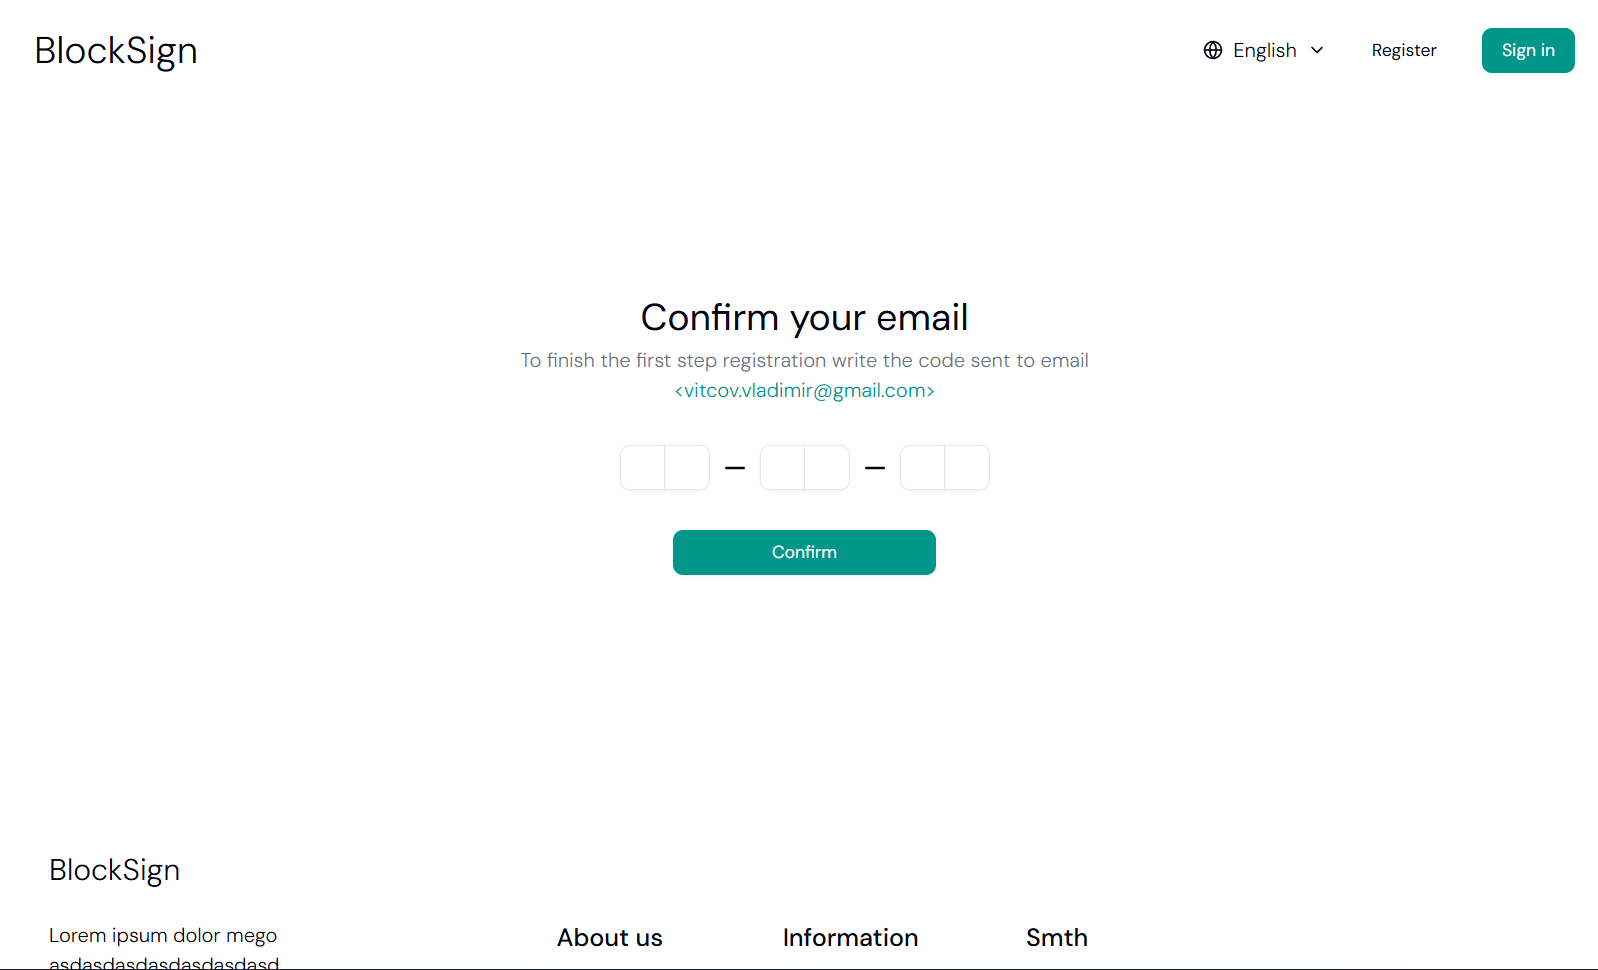 BlockSign
English
Register
Sign in
Confirm your email
To finish the first step registration write the code sent to email
<vitcov.vladimir@gmail.com>
Confirm
BlockSign
Lorem ipsum dolor mego
asdasdasdasdasdasdasd
About us
Information
Smth